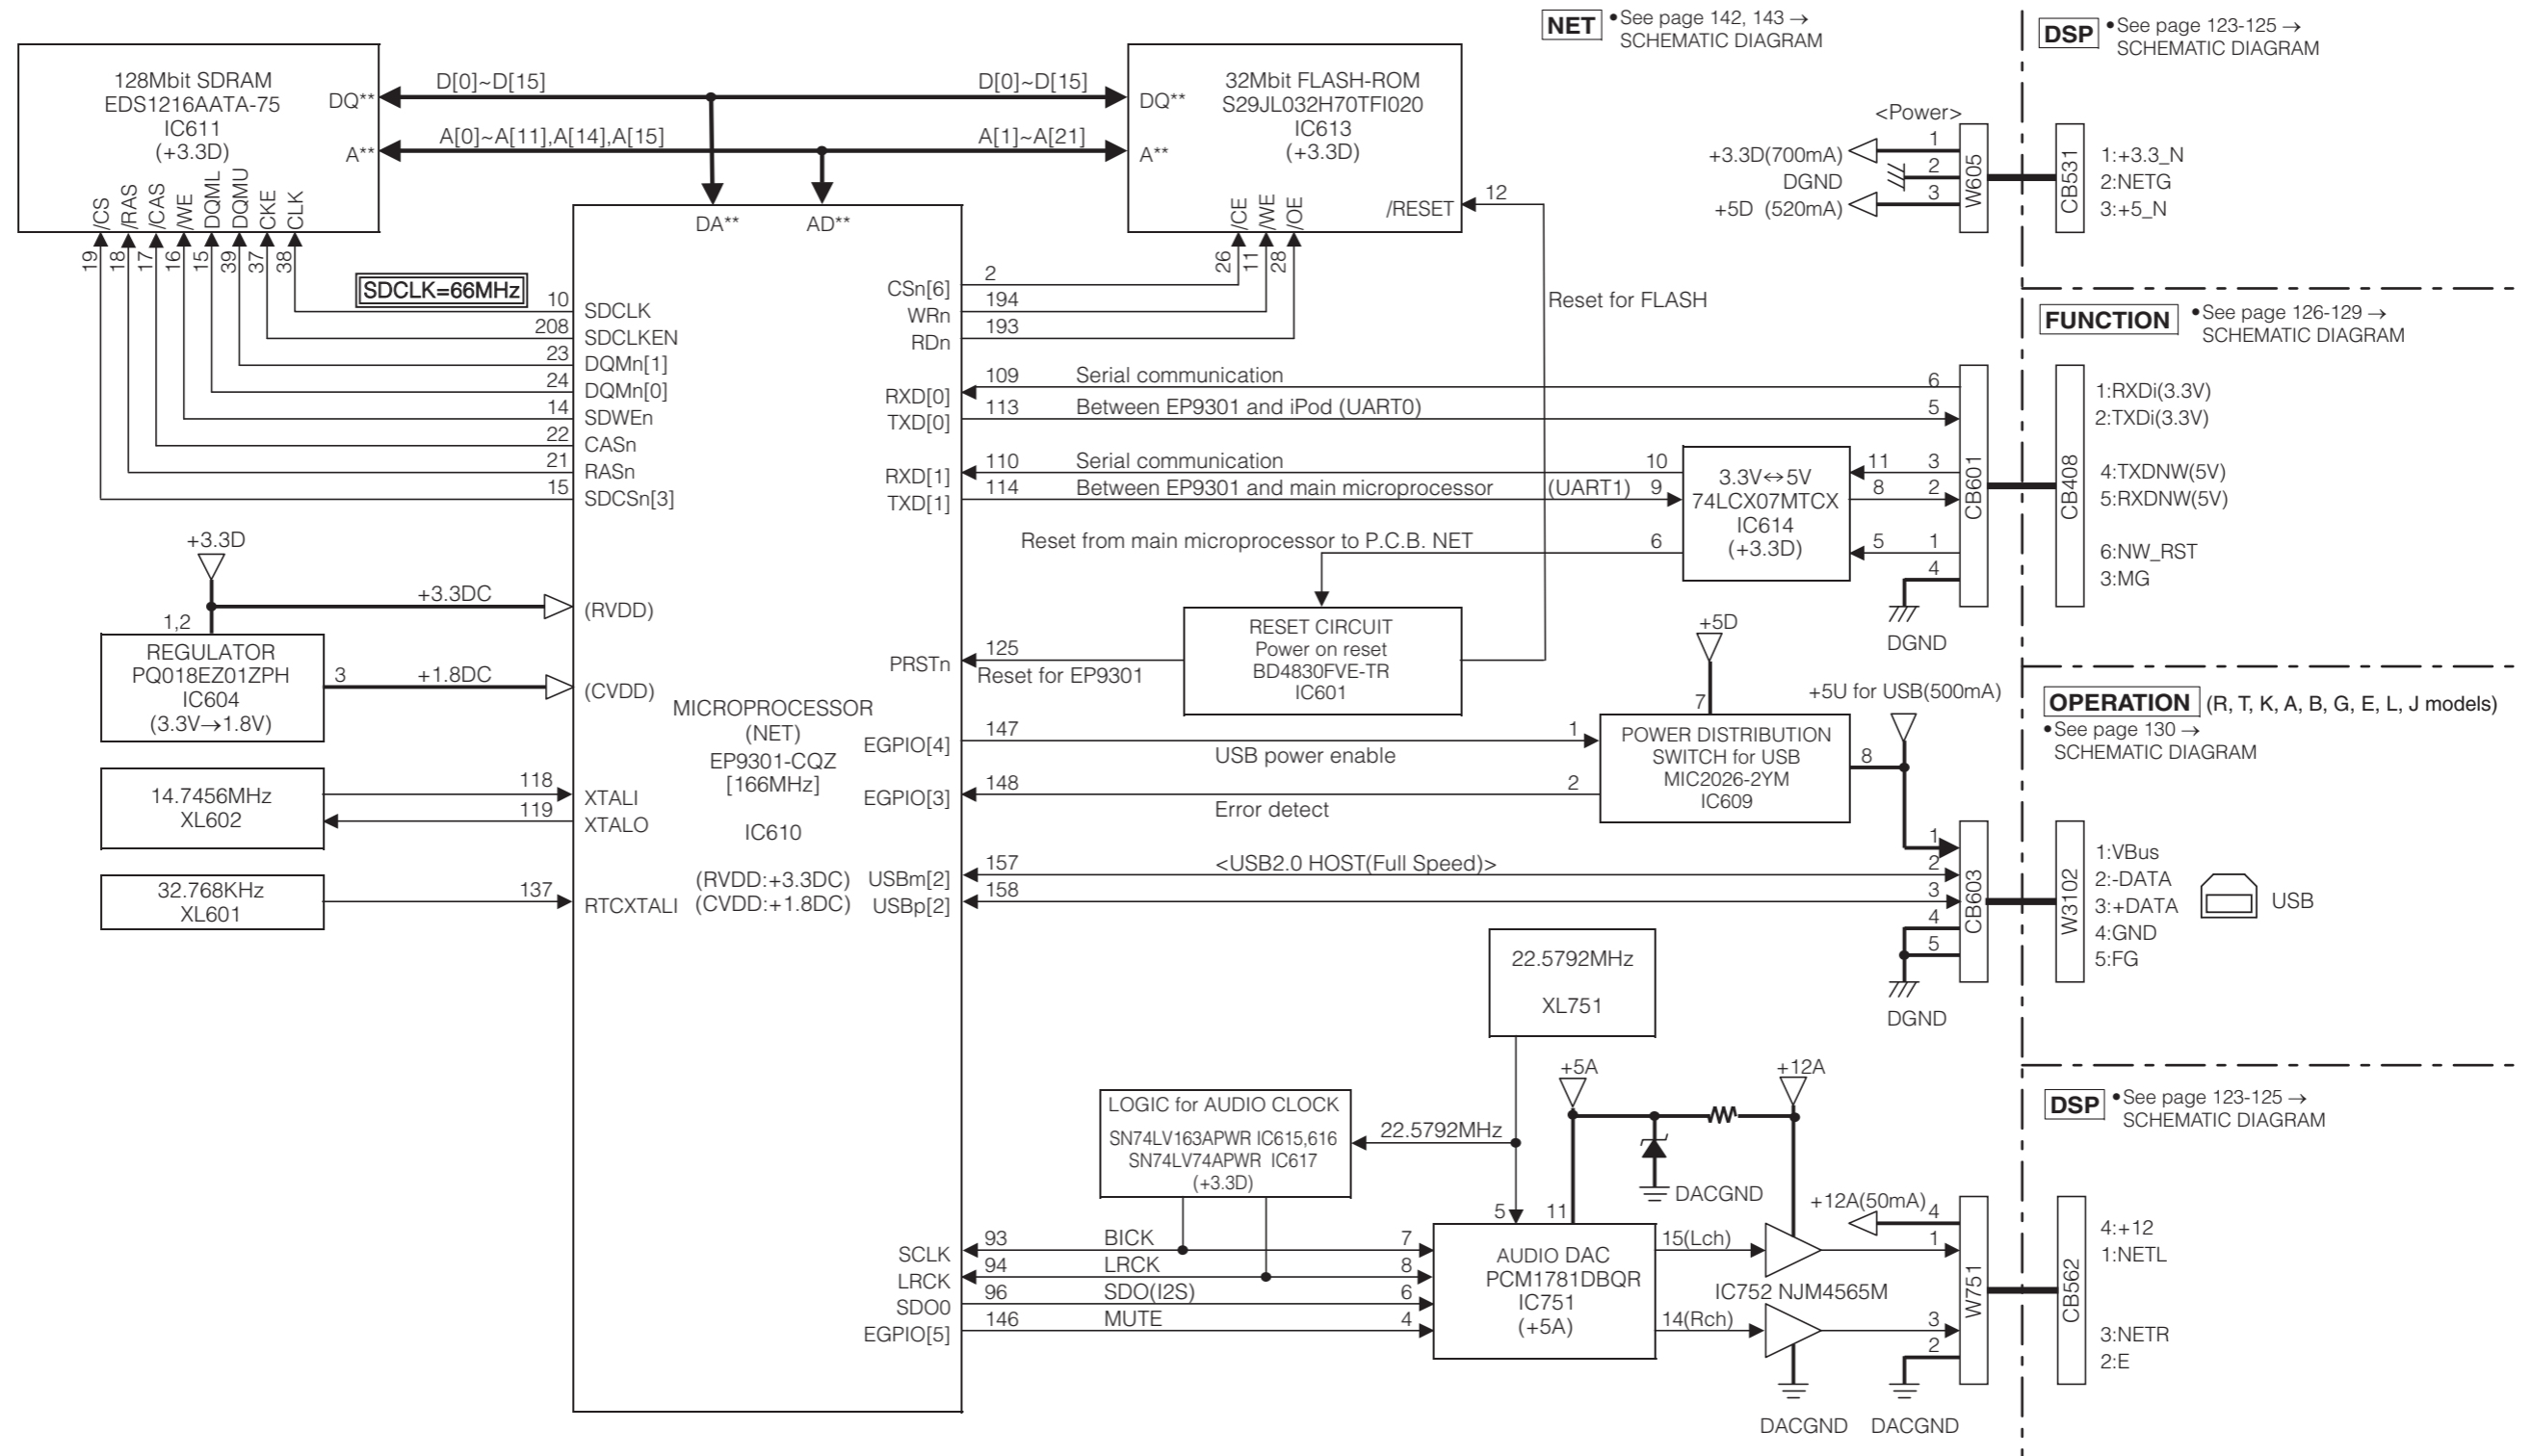 NET •See page 142, 143 →
SCHEMATIC DIAGRAM
DSP •See page 123-125 →
SCHEMATIC DIAGRAM
128Mbit SDRAM
EDS1216AATA-75
IC611
(+3.3D)
DQ**
A**
/CS
/RAS
/CAS
/WE
DQML
DQMU
CKE
CLK
19
18
17
16
15
39
37
38
D[0]~D[15]
D[0]~D[15]
A[0]~A[11],A[14],A[15]
A[1]~A[21]
32Mbit FLASH-ROM
S29JL032H70TFI020
IC613
(+3.3D)
DQ**
A**
/CE
/WE
/OE
/RESET
12
26
11
28
<Power>
+3.3D(700mA)
DGND
+5D (520mA)
1
2
3
W605
CB531
1:+3.3_N
2:NETG
3:+5_N
DA**
AD**
SDCLK=66MHz
10
SDCLK
208
SDCLKEN
23
DQMn[1]
24
DQMn[0]
14
SDWEn
22
CASn
21
RASn
15
SDCSn[3]
CSn[6]
2
WRn
194
RDn
193
Reset for FLASH
FUNCTION •See page 126-129 →
SCHEMATIC DIAGRAM
RXD[0]
109
Serial communication
6
TXD[0]
113
Between EP9301 and iPod (UART0)
5
RXD[1]
110
Serial communication
10
TXD[1]
114
Between EP9301 and main microprocessor
(UART1)
9
3.3V↔5V
74LCX07MTCX
IC614
(+3.3D)
11
3
8
2
5
1
4
CB601
DGND
CB408
1:RXDi(3.3V)
2:TXDi(3.3V)
4:TXDNW(5V)
5:RXDNW(5V)
6:NW_RST
3:MG
Reset from main microprocessor to P.C.B. NET
6
+3.3D
+3.3DC
(RVDD)
1,2
REGULATOR
PQ018EZ01ZPH
IC604
(3.3V→1.8V)
3
+1.8DC
(CVDD)
RESET CIRCUIT
Power on reset
BD4830FVE-TR
IC601
PRSTn
125
Reset for EP9301
MICROPROCESSOR
(NET)
EP9301-CQZ
[166MHz]
IC610
(RVDD:+3.3DC)
(CVDD:+1.8DC)
+5D
7
+5U for USB(500mA)
EGPIO[4]
147
USB power enable
1
EGPIO[3]
148
Error detect
2
POWER DISTRIBUTION
SWITCH for USB
MIC2026-2YM
IC609
8
OPERATION (R, T, K, A, B, G, E, L, J models)
•See page 130 →
SCHEMATIC DIAGRAM
14.7456MHz
XL602
118
XTALI
119
XTALO
32.768KHz
XL601
137
RTCXTALI
USBm[2]
157
<USB2.0 HOST(Full Speed)>
USBp[2]
158
1
2
3
4
5
CB603
DGND
W3102
1:VBus
2:-DATA
3:+DATA
4:GND
5:FG
USB
22.5792MHz
XL751
LOGIC for AUDIO CLOCK
SN74LV163APWR IC615,616
SN74LV74APWR IC617
(+3.3D)
22.5792MHz
+5A
+12A
DACGND
DSP •See page 123-125 →
SCHEMATIC DIAGRAM
5
11
SCLK
93
BICK
7
LRCK
94
LRCK
8
SDO0
96
SDO(I2S)
6
EGPIO[5]
146
MUTE
4
AUDIO DAC
PCM1781DBQR
IC751
(+5A)
15(Lch)
14(Rch)
IC752 NJM4565M
+12A(50mA)
4
1
3
2
W751
CB562
4:+12
1:NETL
3:NETR
2:E
DACGND
DACGND